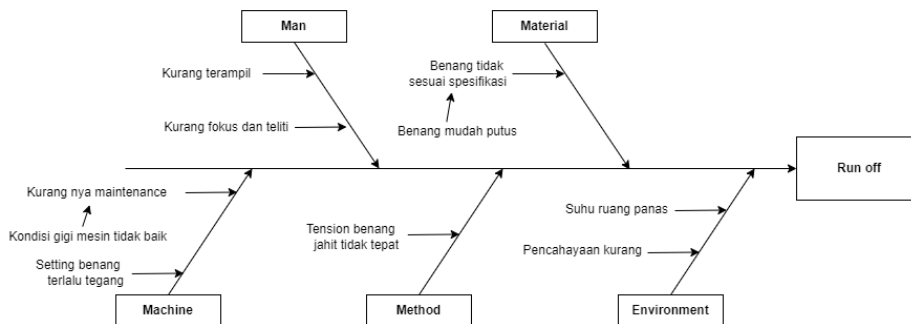 Man
Material
Kurang terampil
Benang tidak
sesuai spesifikasi
Kurang fokus dan teliti
Benang mudah putus
Run off
Kurang nya maintenance
Kondisi gigi mesin tidak baik
Setting benang
terlalu tegang
Tension benang
jahit tidak tepat
Suhu ruang panas
Pencahayaan kurang
Machine
Method
Environment